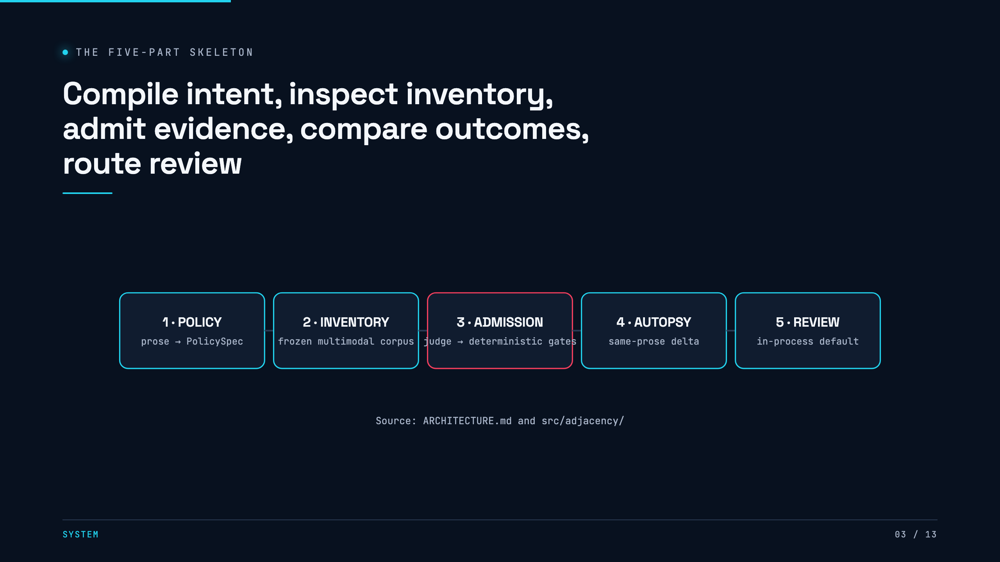 THE FIVE-PART SKELETON
Compile intent, inspect inventory,
admit evidence, compare outcomes,
route review
1 · POLICY
prose → PolicySpec
2 · INVENTORY
frozen multimodal corpus
3 · ADMISSION
judge → deterministic gates
4 · AUTOPSY
same-prose delta
5 · REVIEW
in-process default
Source: ARCHITECTURE.md and src/adjacency/
SYSTEM
03 / 13